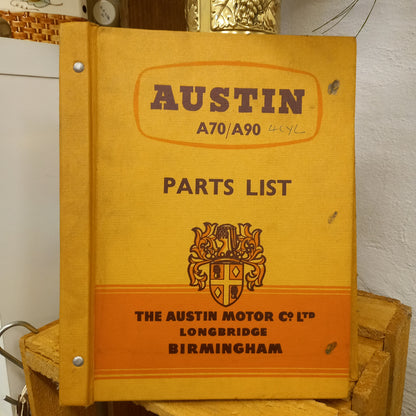 AUSTIN
A70/A90 4CYL
PARTS LIST
THE AUSTIN MOTOR CO LTD
LONGBRIDGE
BIRMINGHAM